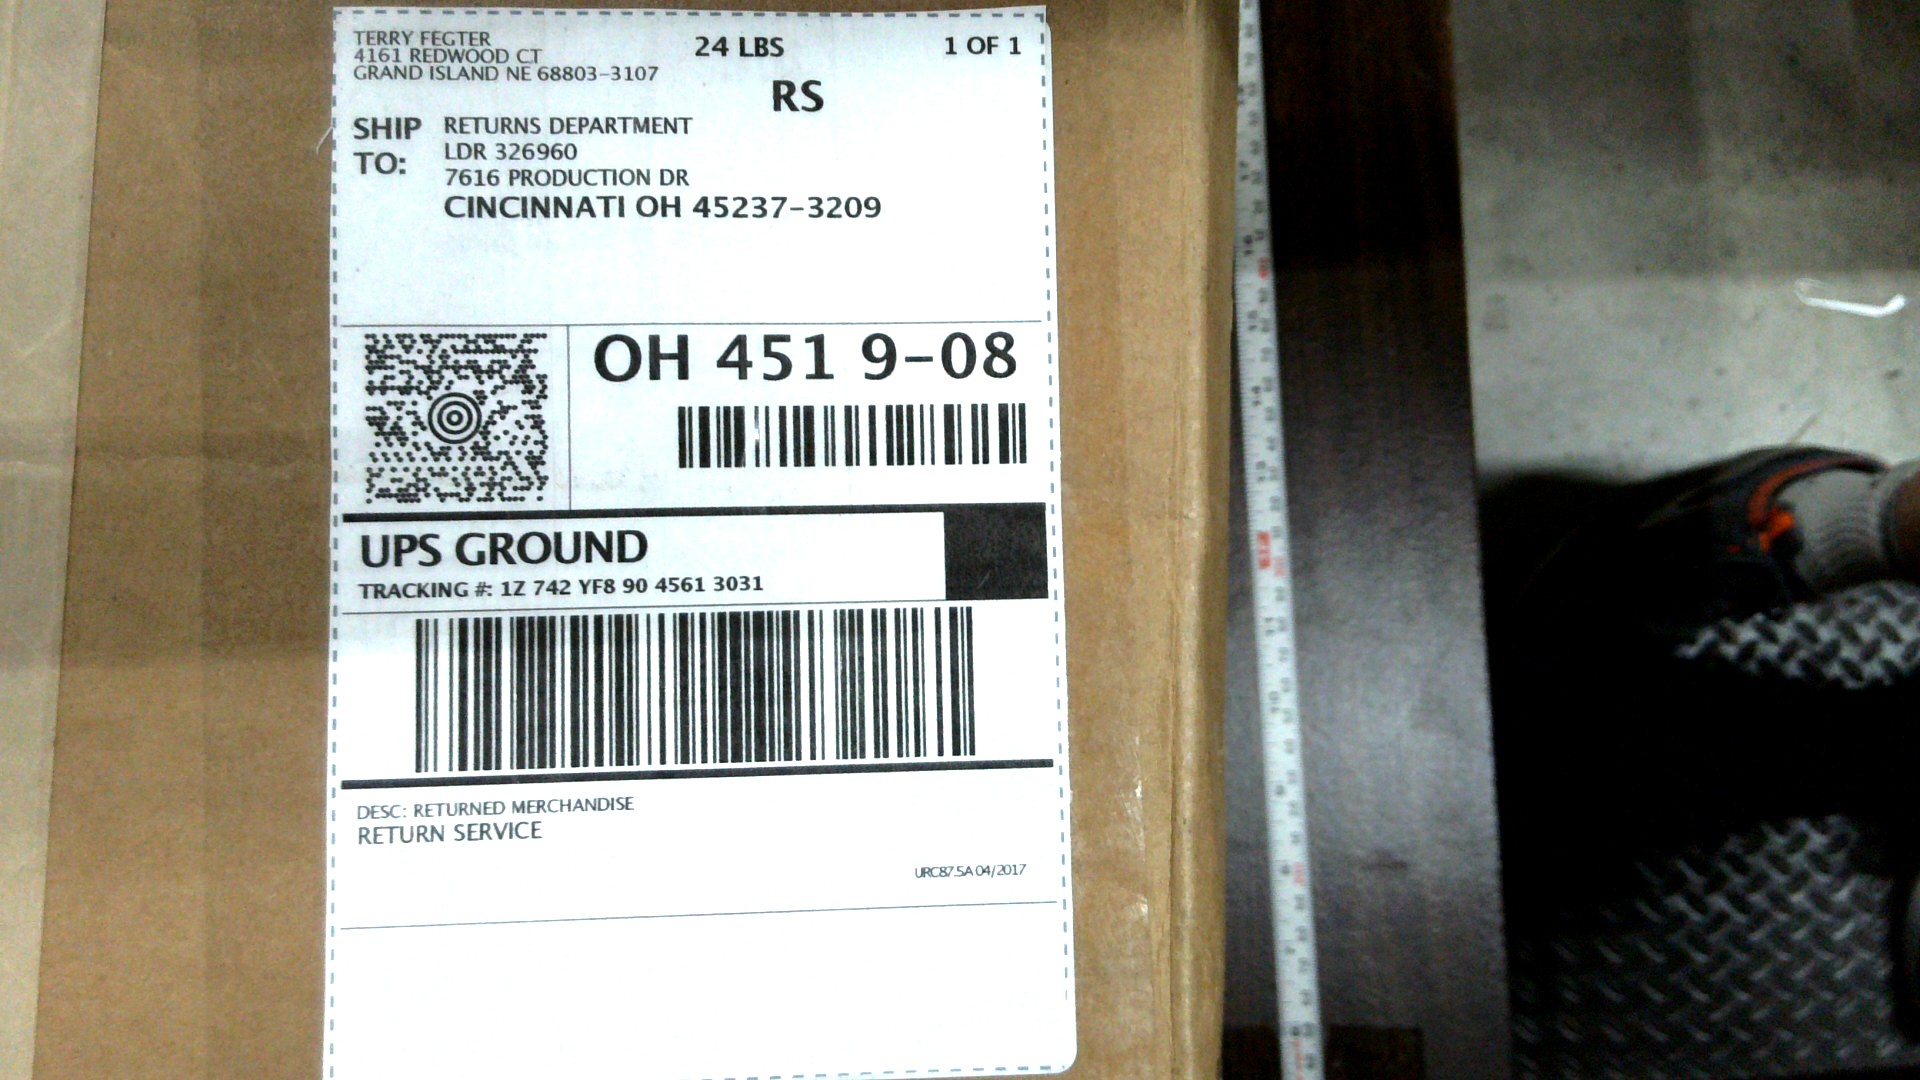 TERRY FEGTER
4161 REDWOOD CT
GRAND ISLAND NE 68803-3107
24 LBS
1 OF 1
RS
SHIP TO:
RETURNS DEPARTMENT
LDR 326960
7616 PRODUCTION DR
CINCINNATI OH 45237-3209
OH 451 9-08
UPS GROUND
TRACKING #: 1Z 742 YF8 90 4561 3031
DESC: RETURNED MERCHANDISE
RETURN SERVICE
URC87.5A 04/2017